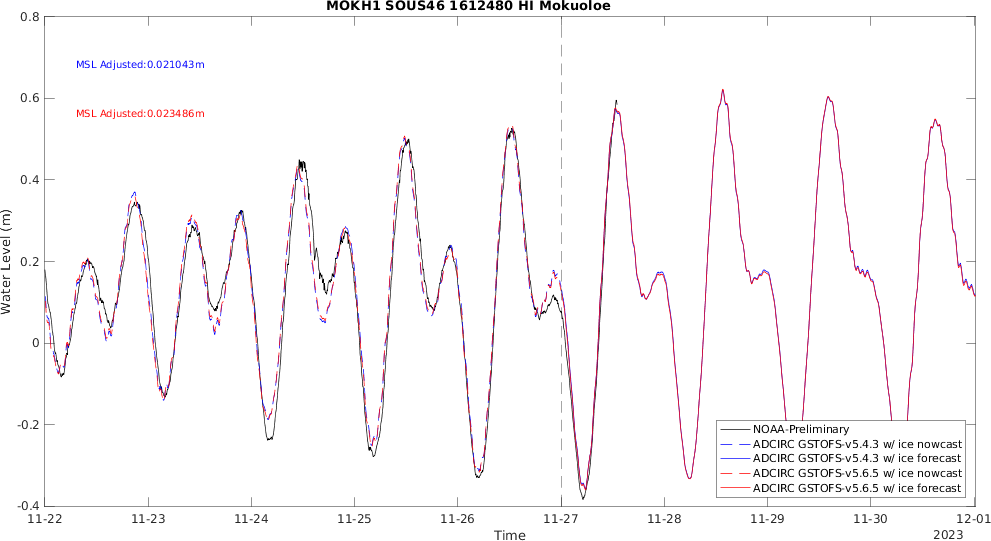 MOKH1 SOUS46 1612480 HI Mokuoloe
MSL Adjusted:0.021043m
MSL Adjusted:0.023486m
Water Level (m)
0.8
0.6
0.4
0.2
0
-0.2
-0.4
NOAA-Preliminary
ADCIRC GSTOFS-v5.4.3 w/ ice nowcast
ADCIRC GSTOFS-v5.4.3 w/ ice forecast
ADCIRC GSTOFS-v5.6.5 w/ ice nowcast
ADCIRC GSTOFS-v5.6.5 w/ ice forecast
11-22 11-23 11-24 11-25 11-26 11-27 11-28 11-29 11-30 12-01
Time
2023